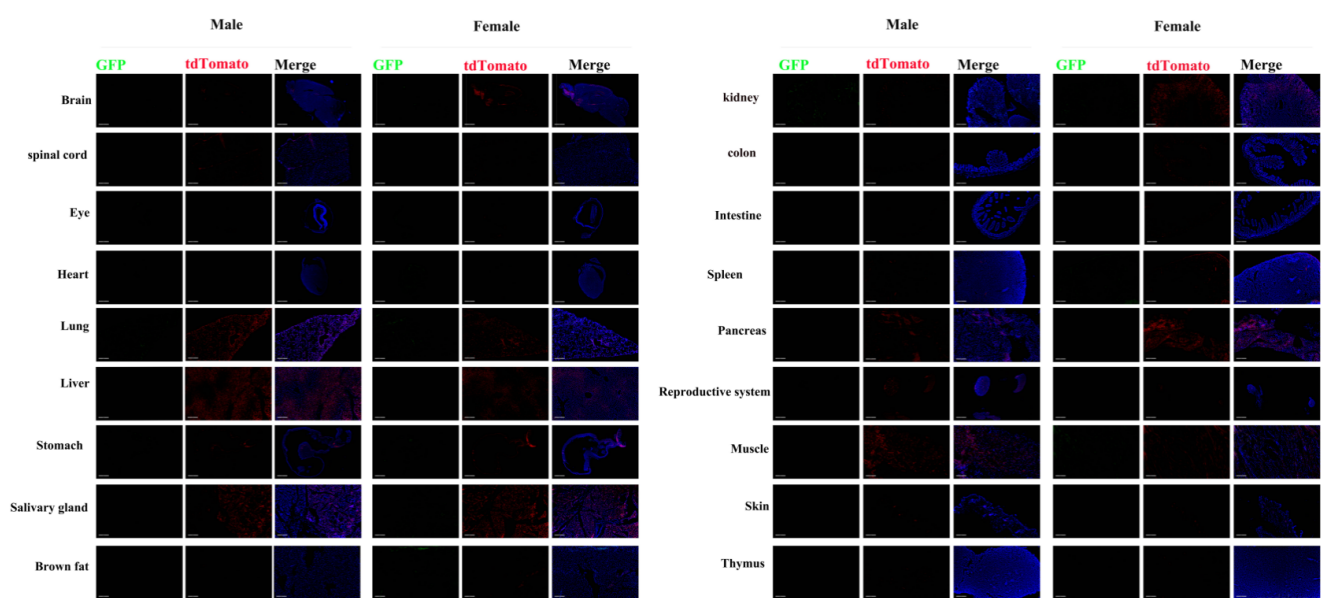 Male Female Male Female
GFP tdTomato Merge GFP tdTomato Merge GFP tdTomato Merge GFP tdTomato Merge
Brain
spinal cord
Eye
Heart
Lung
Liver
Stomach
Salivary gland
Brown fat
kidney
colon
Intestine
Spleen
Pancreas
Reproductive system
Muscle
Skin
Thymus